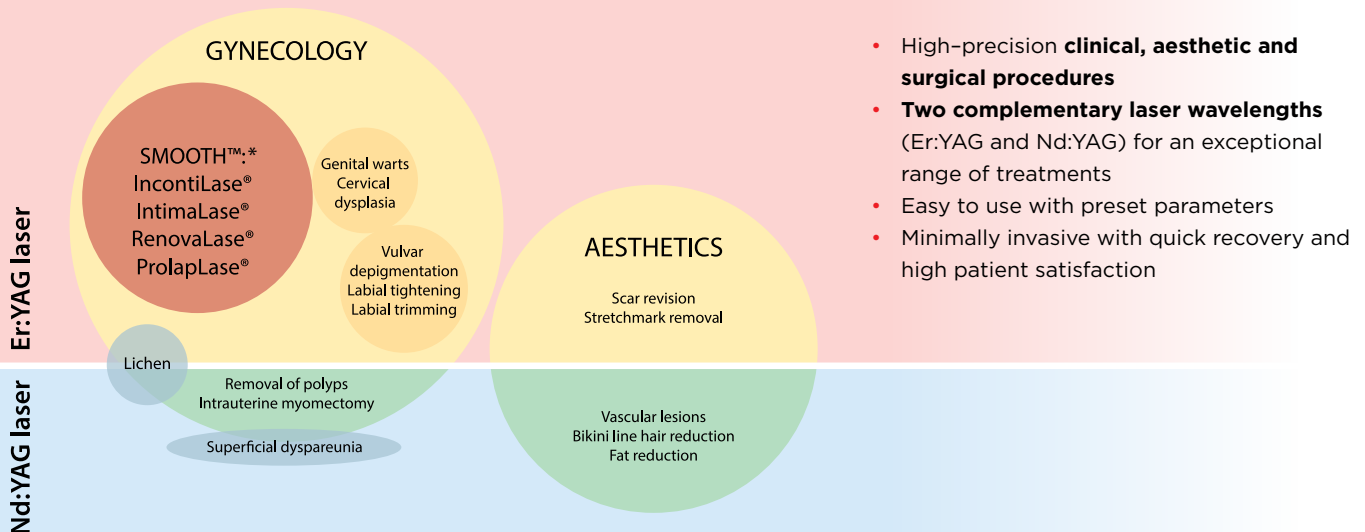 GYNECOLOGY
SMOOTH™:*
IncontiLase®
IntimaLase®
RenovaLase®
ProlapLase®
Genital warts
Cervical
dysplasia
Vulvar
depigmentation
Labial tightening
Labial trimming
Lichen
Removal of polyps
Intrauterine myomectomy
Superficial dyspareunia
AESTHETICS
Scar revision
Stretchmark removal
Vascular lesions
Bikini line hair reduction
Fat reduction
Er:YAG laser
Nd:YAG laser
• High–precision clinical, aesthetic and
surgical procedures
• Two complementary laser wavelengths
(Er:YAG and Nd:YAG) for an exceptional
range of treatments
• Easy to use with preset parameters
• Minimally invasive with quick recovery and
high patient satisfaction